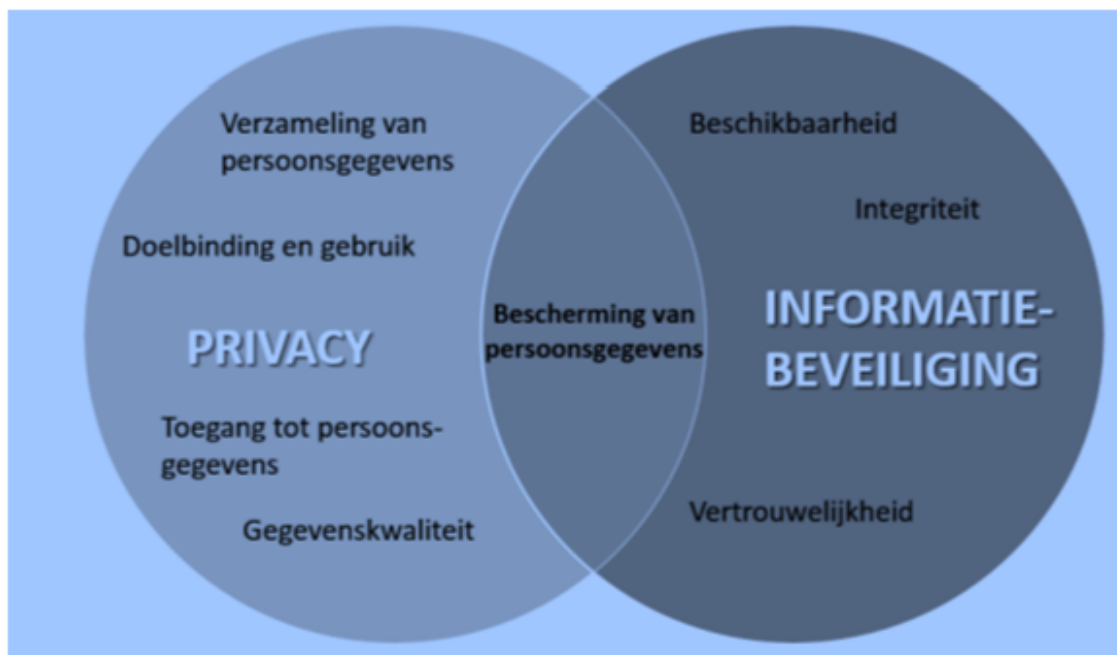 Verzameling van
persoonsgegevens
Doelbinding en gebruik
PRIVACY
Toegang tot persoons-
gegevens
Gegevenskwaliteit
Bescherming van
persoonsgegevens
Beschikbaarheid
Integriteit
INFORMATIE-
BEVEILIGING
Vertrouwelijkheid